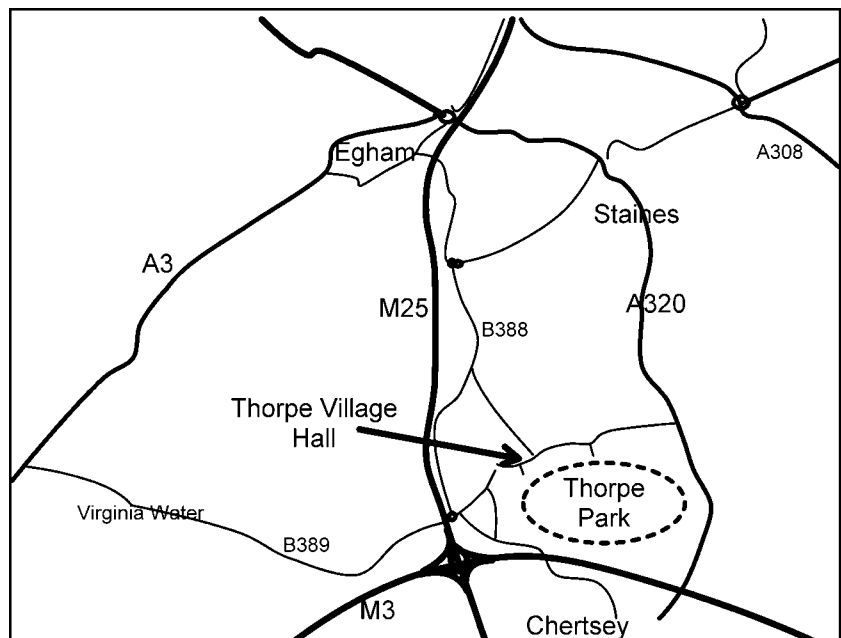 Egham
A308
Staines
A3
M25
A320
B388
Thorpe Village
Hall
Thorpe
Park
Virginia Water
B389
M3
Chertsey